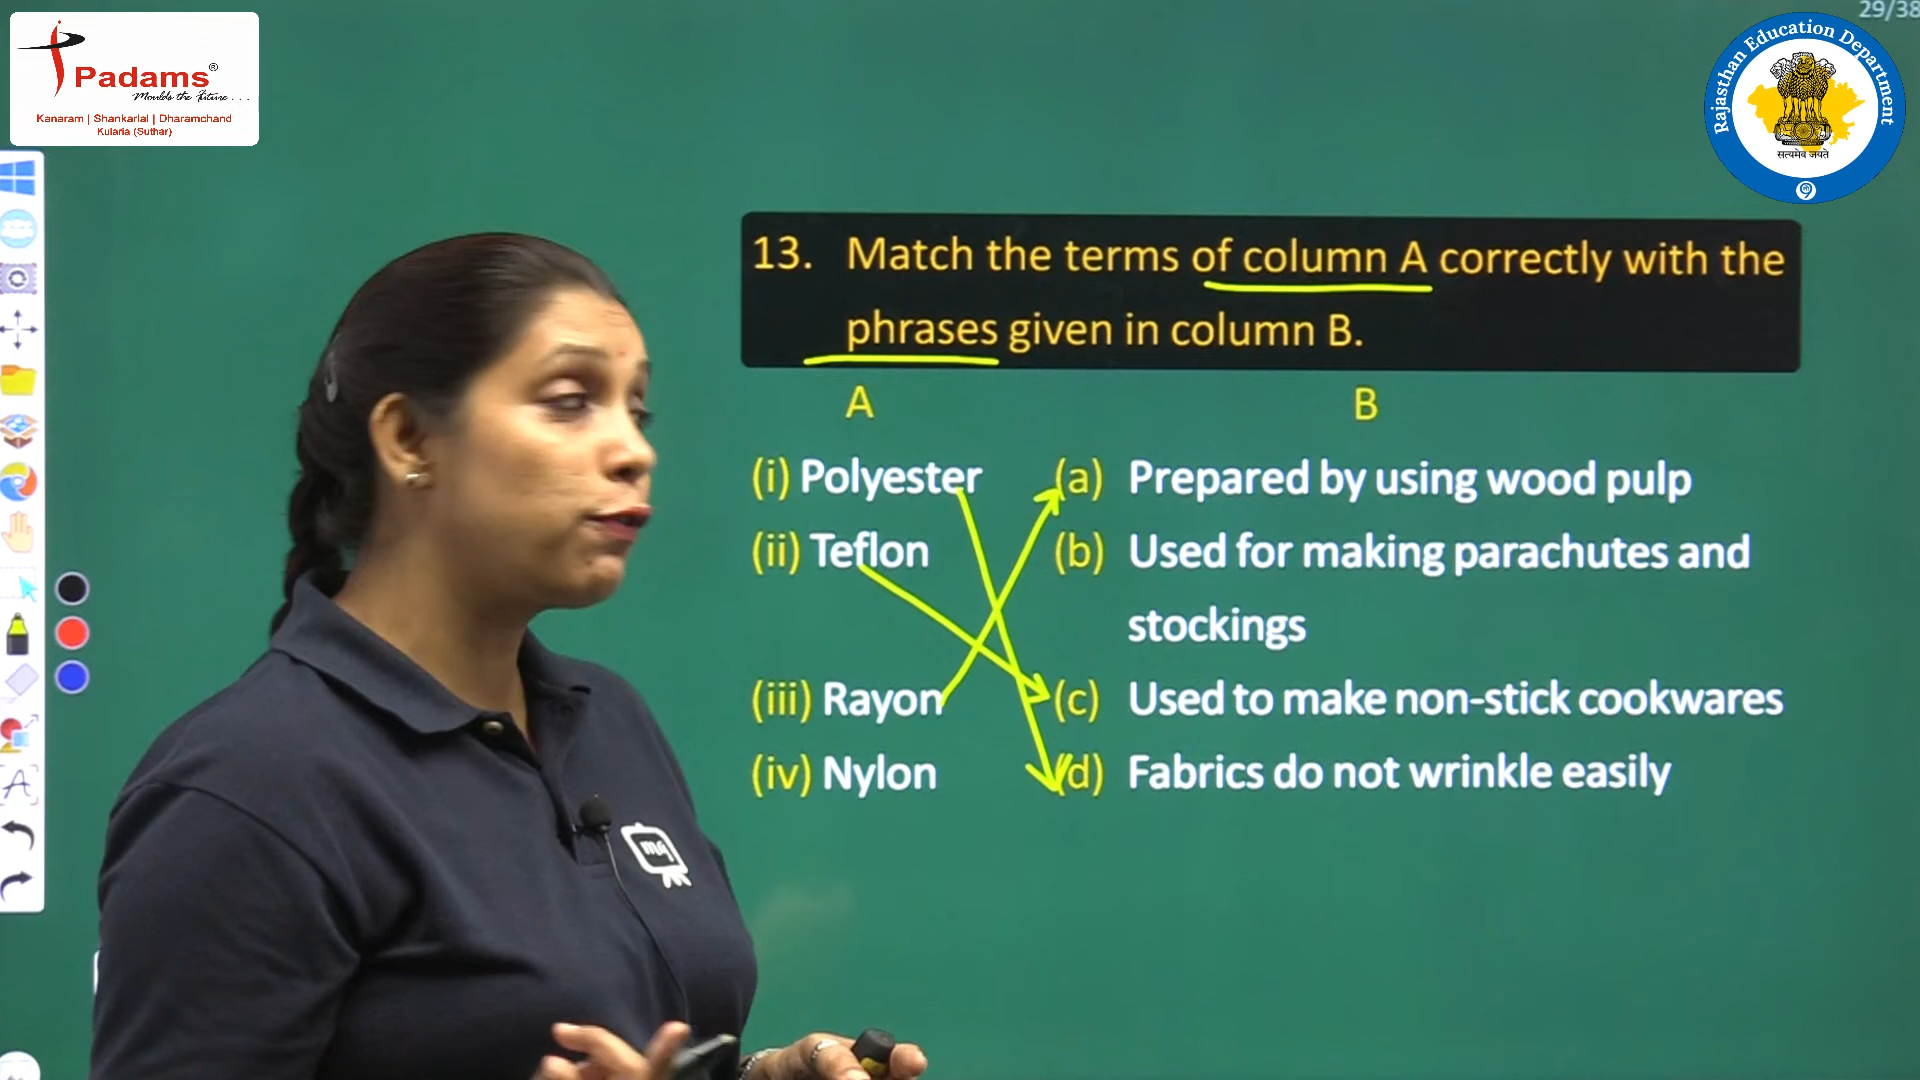 29/38
Padams®
Moulds the Future . . .
Kanaram | Shankarlal | Dharamchand
Kularia (Suthar)
Rajasthan Education Department
सत्यमेव जयते
13. Match the terms of column A correctly with the
phrases given in column B.
A B
(i) Polyester (a) Prepared by using wood pulp
(ii) Teflon (b) Used for making parachutes and
stockings
(iii) Rayon (c) Used to make non-stick cookwares
(iv) Nylon (d) Fabrics do not wrinkle easily
A
mq